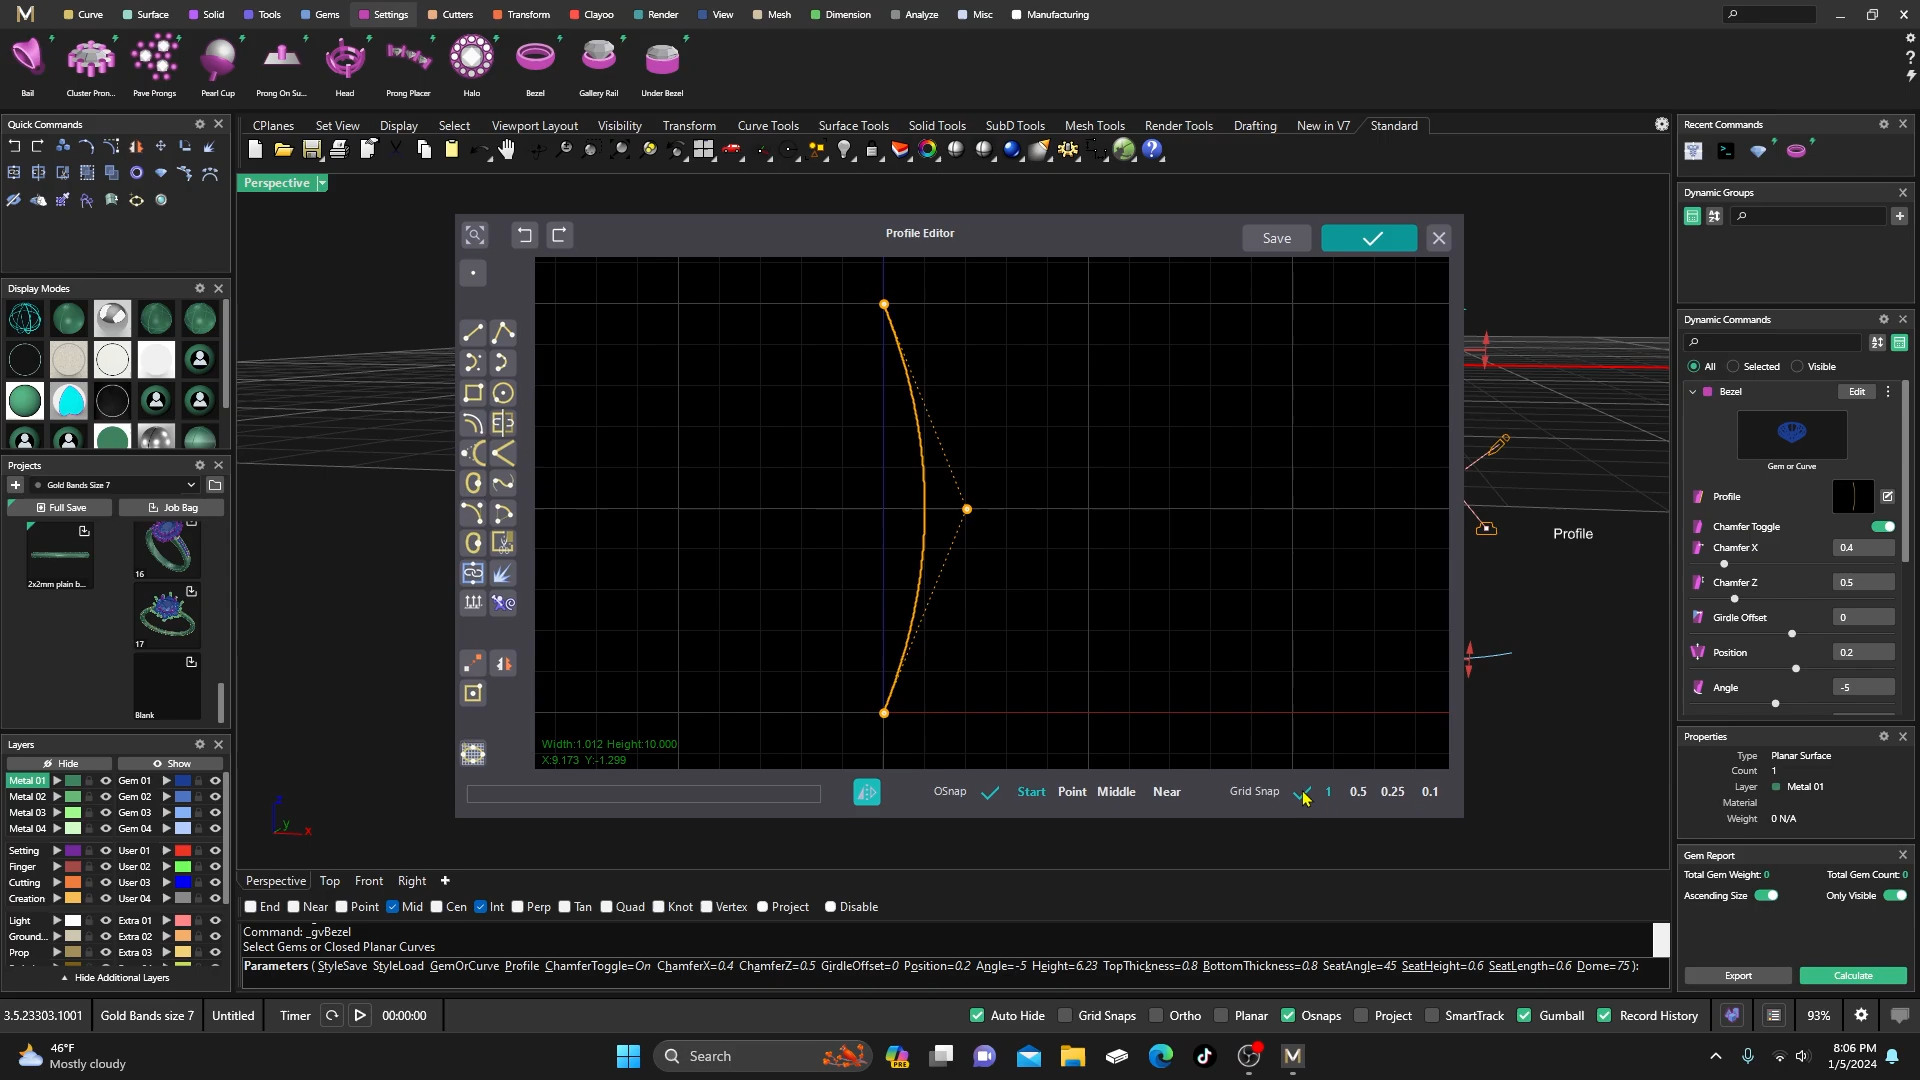 Curve Surface Solid Tools Gems Settings Cutters Transform Clayoo Render View Mesh Dimension Analyze Misc Manufacturing
Bail Cluster Pron... Pave Prongs Pearl Cup Prong On Su... Head Prong Placer Halo Bezel Gallery Rail Under Bezel
Quick Commands
CPlanes Set View Display Select Viewport Layout Visibility Transform Curve Tools Surface Tools Solid Tools SubD Tools Mesh Tools Render Tools Drafting New in V7 Standard
Recent Commands
Perspective
Dynamic Groups
Profile Editor
Save
Display Modes
Dynamic Commands
All Selected Visible
Bezel Edit
Gem or Curve
Projects
Gold Bands Size 7
Full Save Job Bag
2x2mm plain b...
16
17
Blank
Profile
Profile
Chamfer Toggle
Chamfer X 0.4
Chamfer Z 0.5
Girdle Offset 0
Position 0.2
Angle -5
Width:1.012 Height:10.000
X:9.173 Y:-1.299
OSnap Start Point Middle Near Grid Snap 1 0.5 0.25 0.1
Properties
Type Planar Surface
Count 1
Layer Metal 01
Material
Weight 0 N/A
Layers
Hide Show
Metal 01 Gem 01
Metal 02 Gem 02
Metal 03 Gem 03
Metal 04 Gem 04
Setting User 01
Finger User 02
Cutting User 03
Creation User 04
Light Extra 01
Ground... Extra 02
Prop Extra 03
Hide Additional Layers
y x
Perspective Top Front Right
End Near Point Mid Cen Int Perp Tan Quad Knot Vertex Project Disable
Command: _gvBezel
Select Gems or Closed Planar Curves
Parameters ( StyleSave StyleLoad GemOrCurve Profile ChamferToggle=On ChamferX=0.4 ChamferZ=0.5 GirdleOffset=0 Position=0.2 Angle=-5 Height=6.23 TopThickness=0.8 BottomThickness=0.8 SeatAngle=45 SeatHeight=0.6 SeatLength=0.6 Dome=75 ):
Gem Report
Total Gem Weight: 0 Total Gem Count: 0
Ascending Size Only Visible
Export Calculate
3.5.23303.1001 Gold Bands size 7 Untitled Timer 00:00:00 Auto Hide Grid Snaps Ortho Planar Osnaps Project SmartTrack Gumball Record History 93%
46°F
Mostly cloudy
Search
PRE
8:06 PM
1/5/2024